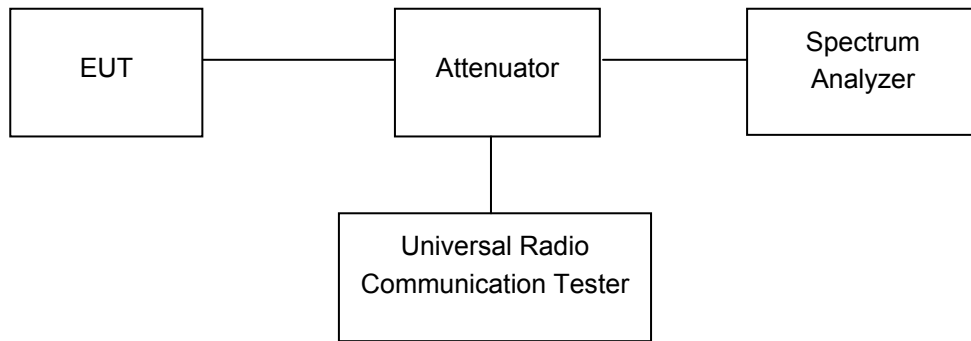 EUT
Attenuator
Spectrum
Analyzer
Universal Radio
Communication Tester